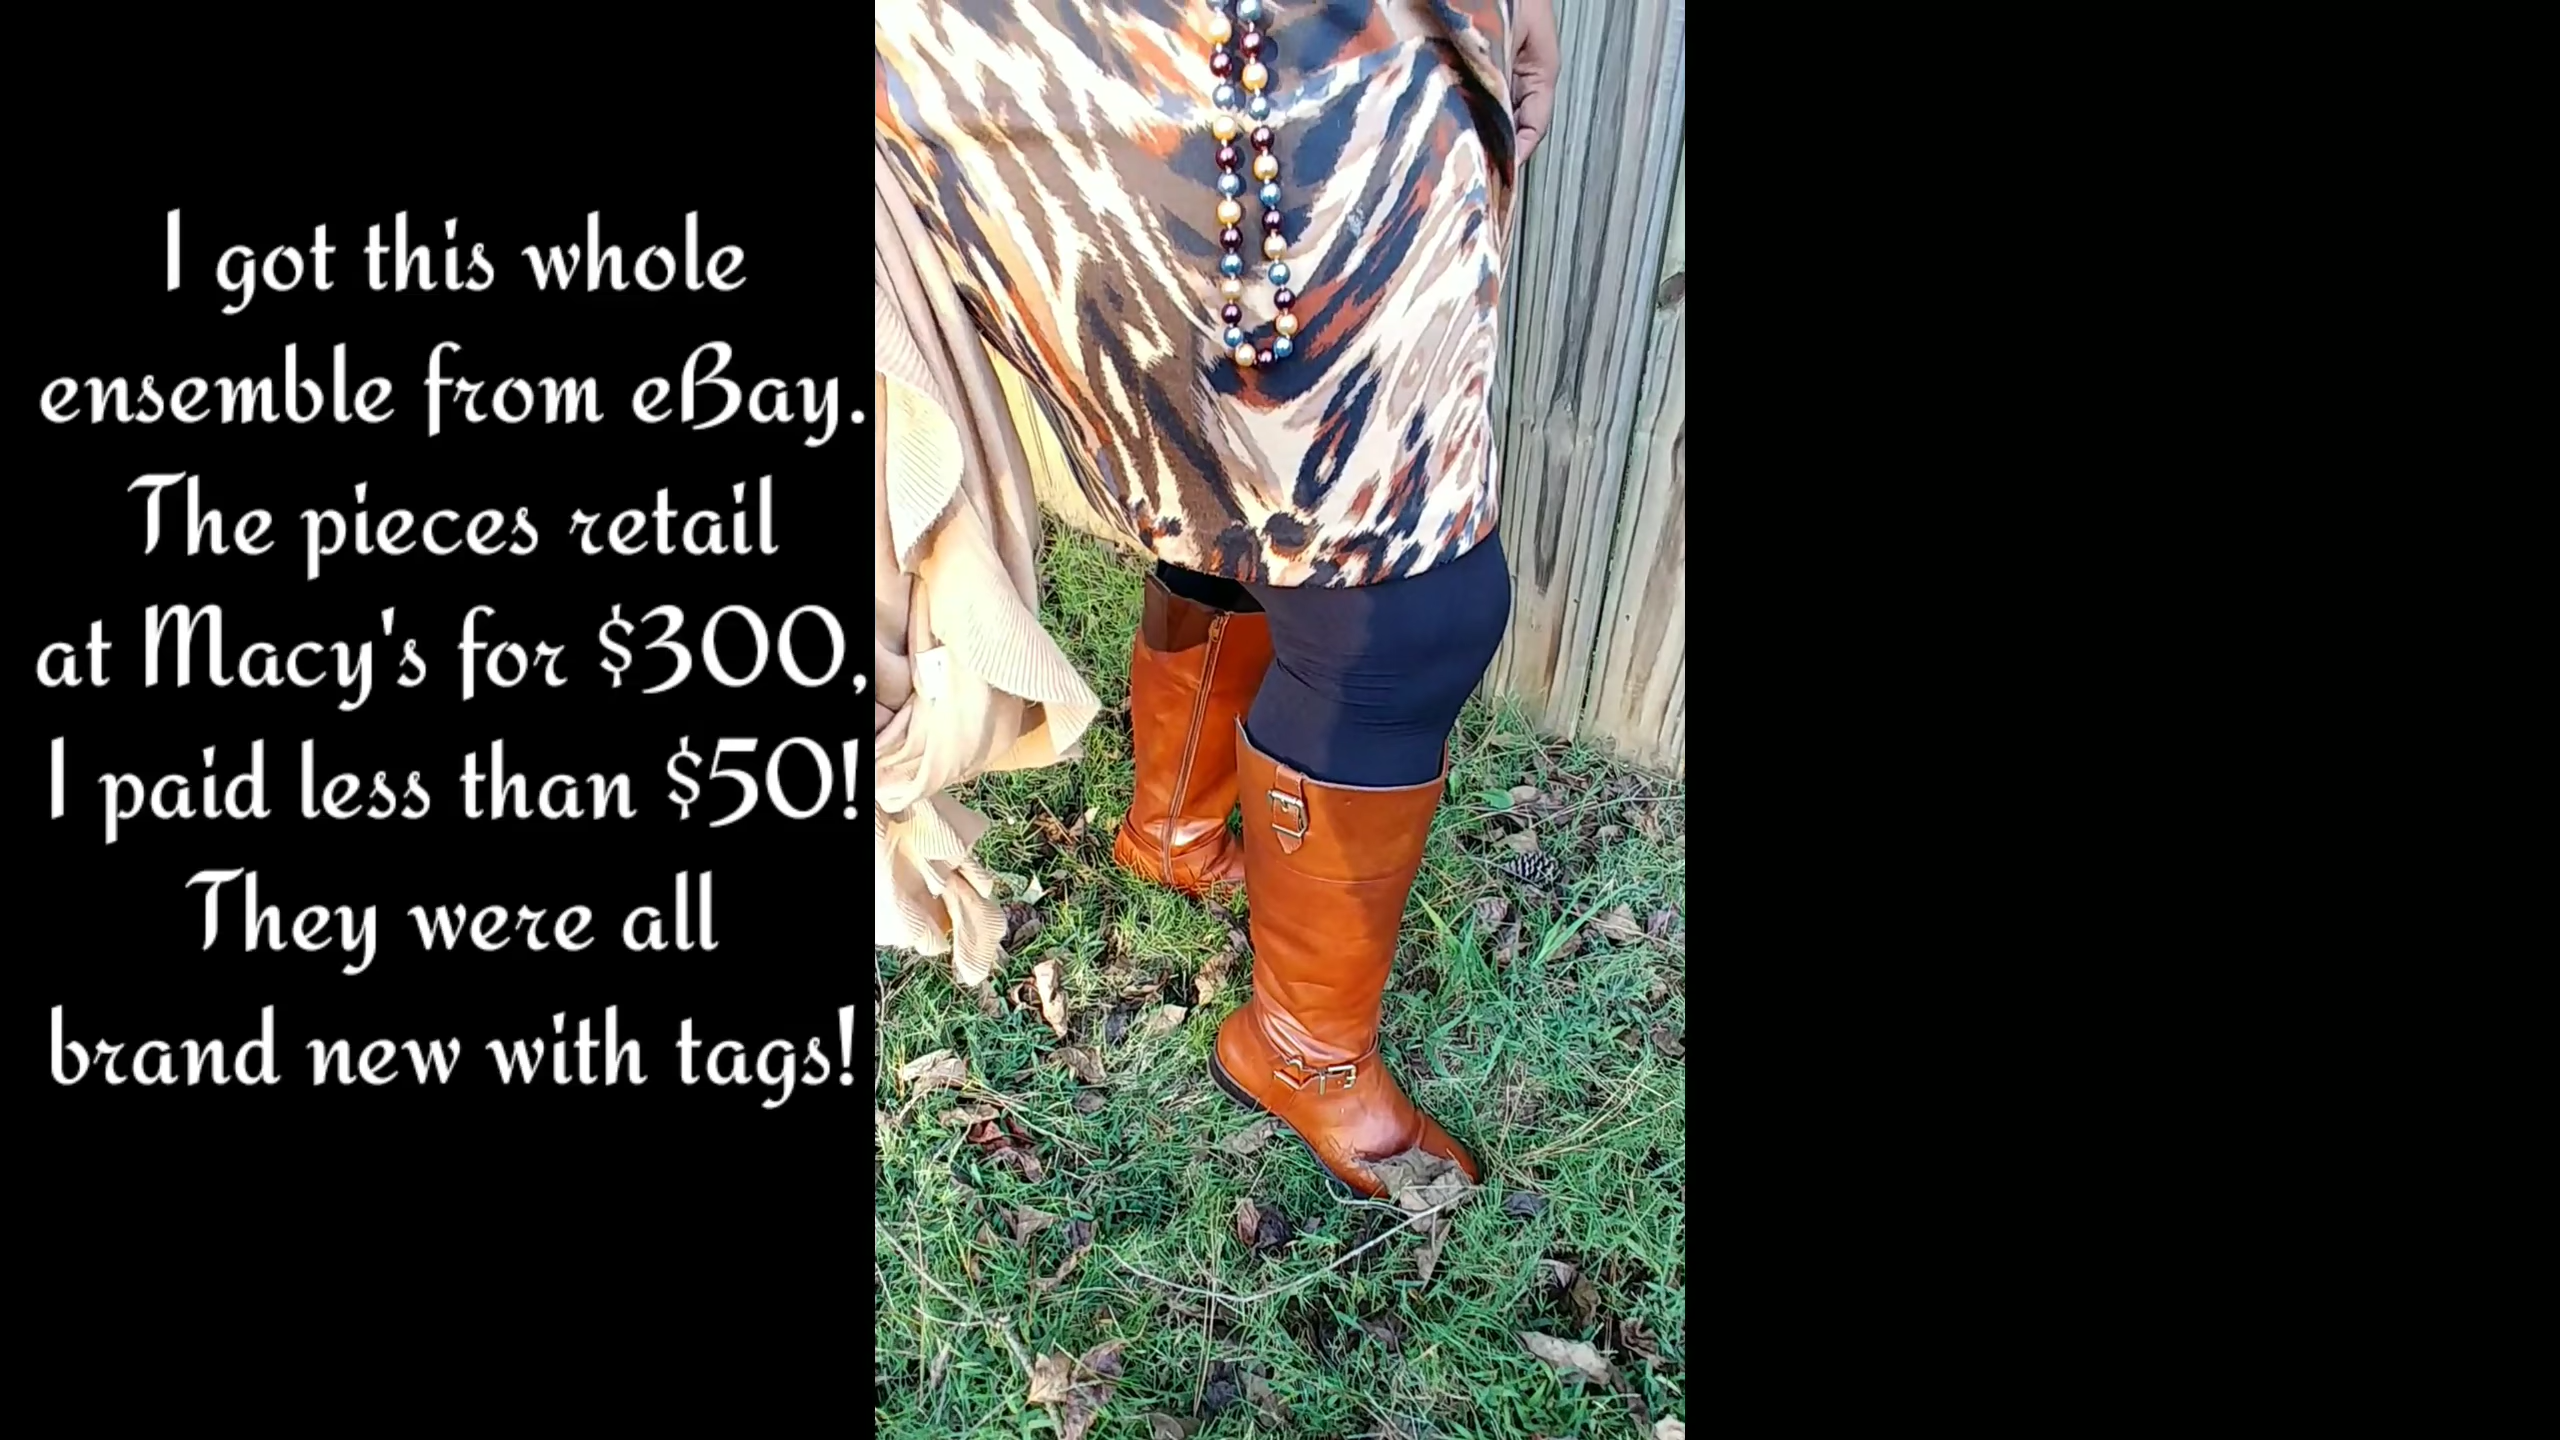 I got this whole
ensemble from eBay.
The pieces retail
at Macy's for $300,
I paid less than $50!
They were all
brand new with tags!